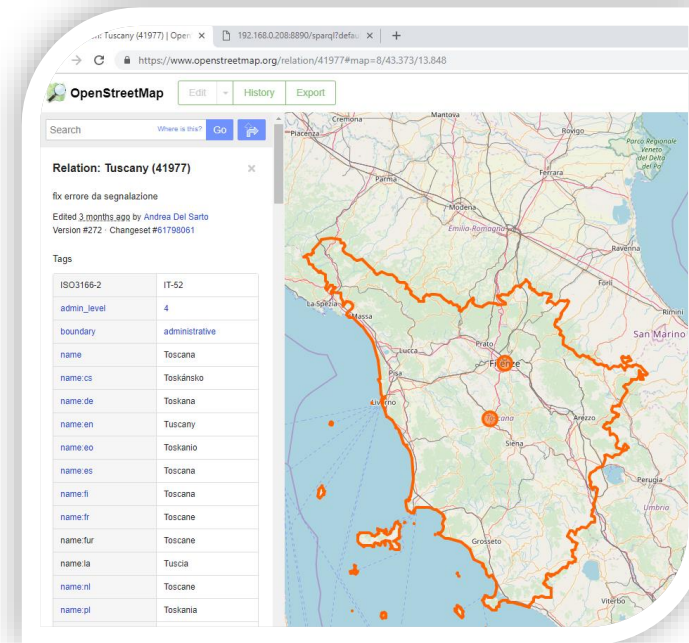 Tuscany (41977) | Open
192.168.0.208:8890/sparql?defau
https://www.openstreetmap.org/relation/41977#map=8/43.373/13.848
OpenStreetMap
Edit
History
Export
Search
Where is this?
Go
Relation: Tuscany (41977)
fix errore da segnalazione
Edited 3 months ago by Andrea Del Sarto
Version #272 · Changeset #61798061
Tags
ISO3166-2 IT-52
admin_level 4
boundary administrative
name Toscana
name:cs Toskánsko
name:de Toskana
name:en Tuscany
name:eo Toskanio
name:es Toscana
name:fi Toscana
name:fr Toscane
name:fur Toscane
name:la Tuscia
name:nl Toscane
name:pl Toskania
Cremona
Mantova
Piacenza
Rovigo
Parco Regionale
Veneto
del Delta
del Po
Parma
Ferrara
Modena
Emilia-Romagna
Ravenna
Forlì
La Spezia
Massa
Rimini
San Marino
Prato
Lucca
Firenze
Pisa
Livorno
Toscana
Arezzo
Siena
Perugia
Umbria
Grosseto
Viterbo